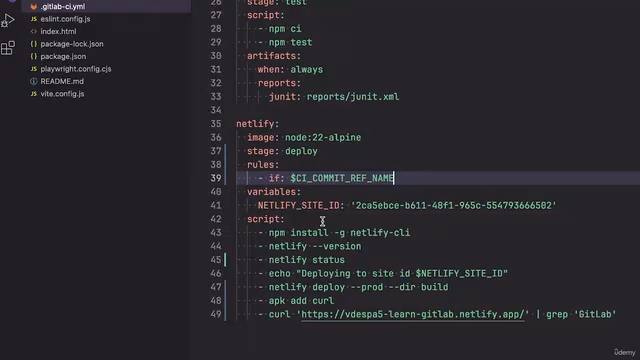 .gitlab-ci.yml
eslint.config.js
index.html
package-lock.json
package.json
playwright.config.cjs
README.md
vite.config.js
26 stage: test
27 script:
28 - npm ci
29 - npm test
30 artifacts:
31 when: always
32 reports:
33 junit: reports/junit.xml
34
35 netlify:
36 image: node:22-alpine
37 stage: deploy
38 rules:
39 - if: $CI_COMMIT_REF_NAME
40 variables:
41 NETLIFY_SITE_ID: '2ca5ebce-b611-48f1-965c-554793666502'
42 script:
43 - npm install -g netlify-cli
44 - netlify --version
45 - netlify status
46 - echo "Deploying to site id $NETLIFY_SITE_ID"
47 - netlify deploy --prod --dir build
48 - apk add curl
49 - curl 'https://vdespa5-learn-gitlab.netlify.app/' | grep 'GitLab'
udemy